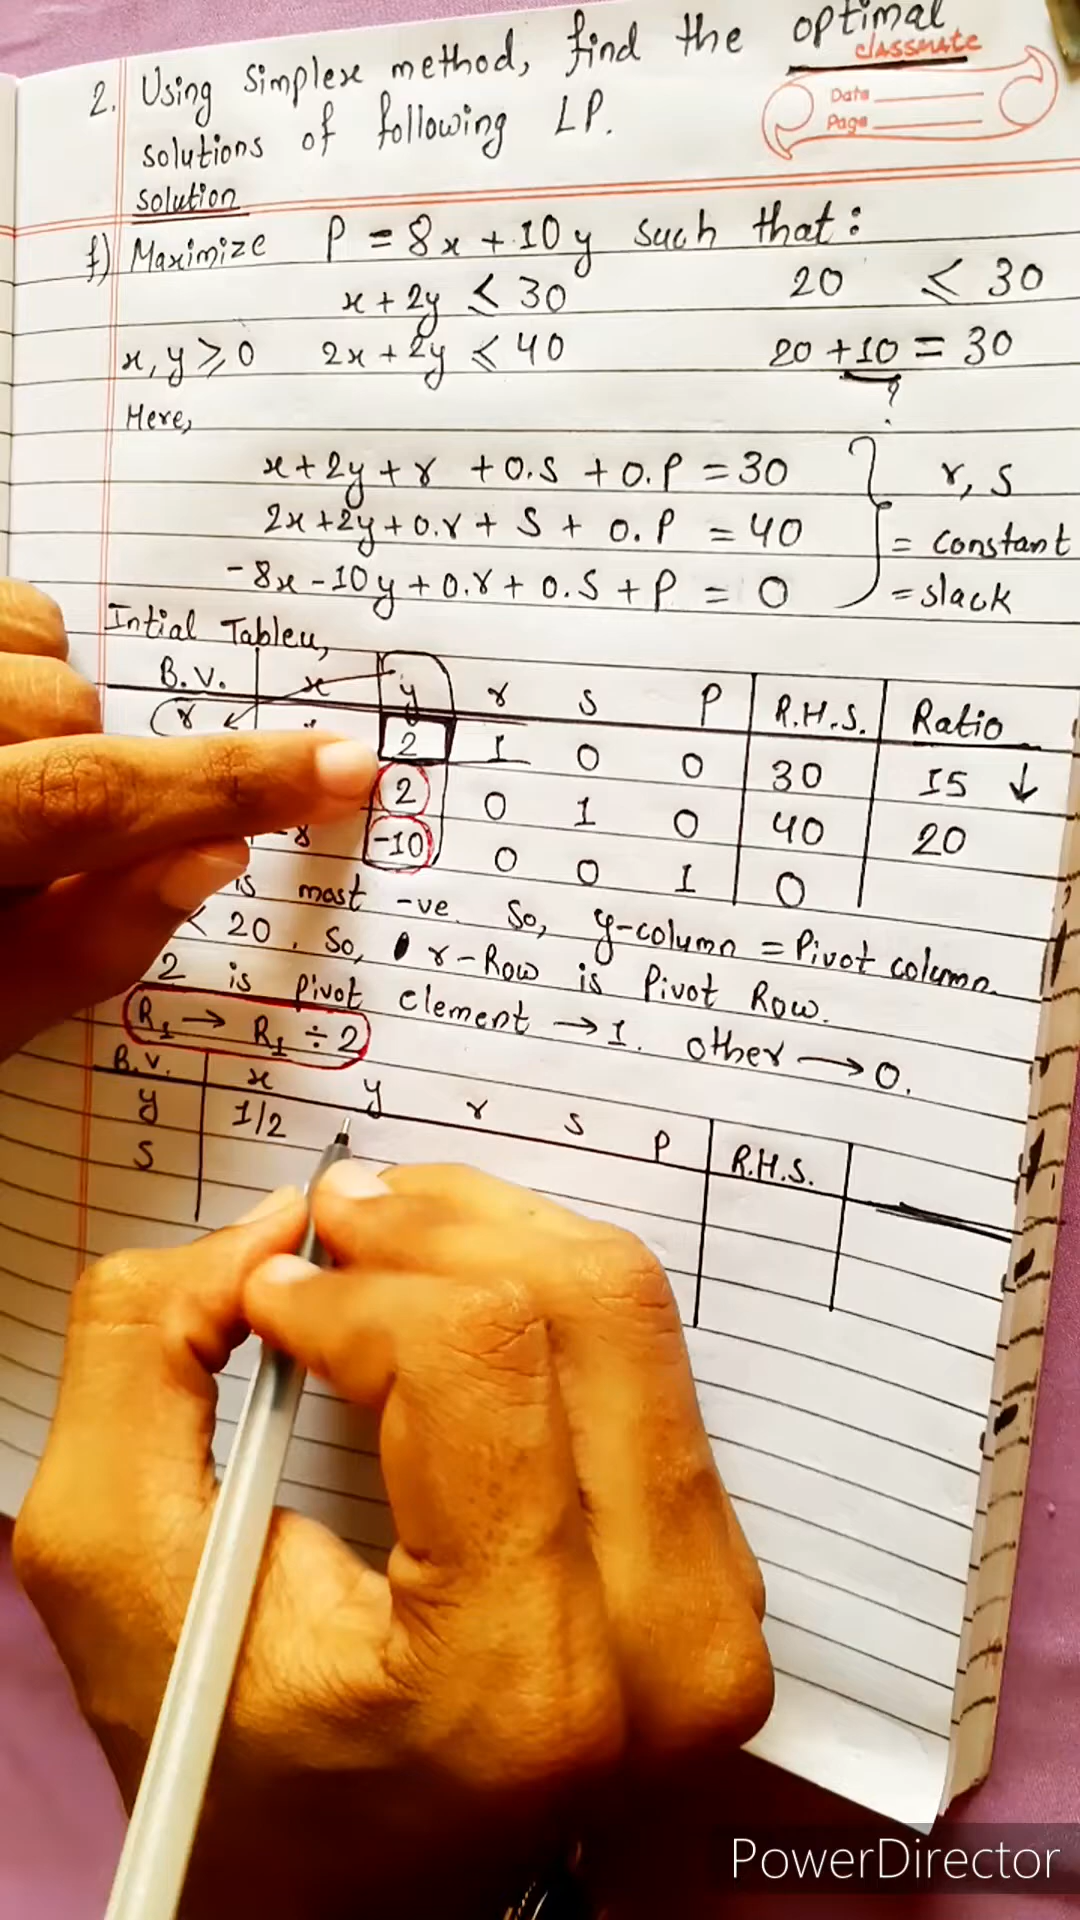 2. Using simplex method, find the optimal
classmate
Date
Page
solutions of following LP.
solution
f) Maximize P = 8x + 10y such that:
x + 2y ≤ 30 20 ≤ 30
x, y ≥ 0 2x + 2y ≤ 40 20 + 10 = 30
?
Here,
x + 2y + r + 0.s + 0.P = 30 r, s
2x + 2y + 0.r + s + 0.P = 40 = constant
-8x - 10y + 0.r + 0.s + P = 0 = slack
Intial Tableu,
B.V. x y r s P R.H.S. Ratio
r 2 1 0 0 30 15 ↓
2 0 1 0 40 20
-8 -10 0 0 1 0
is most -ve. So, y-column = Pivot column.
< 20. So, r-Row is Pivot Row.
2 is pivot element → 1. other → 0.
R1 → R1 ÷ 2
B.V. x y r s P R.H.S.
y 1/2
s
PowerDirector